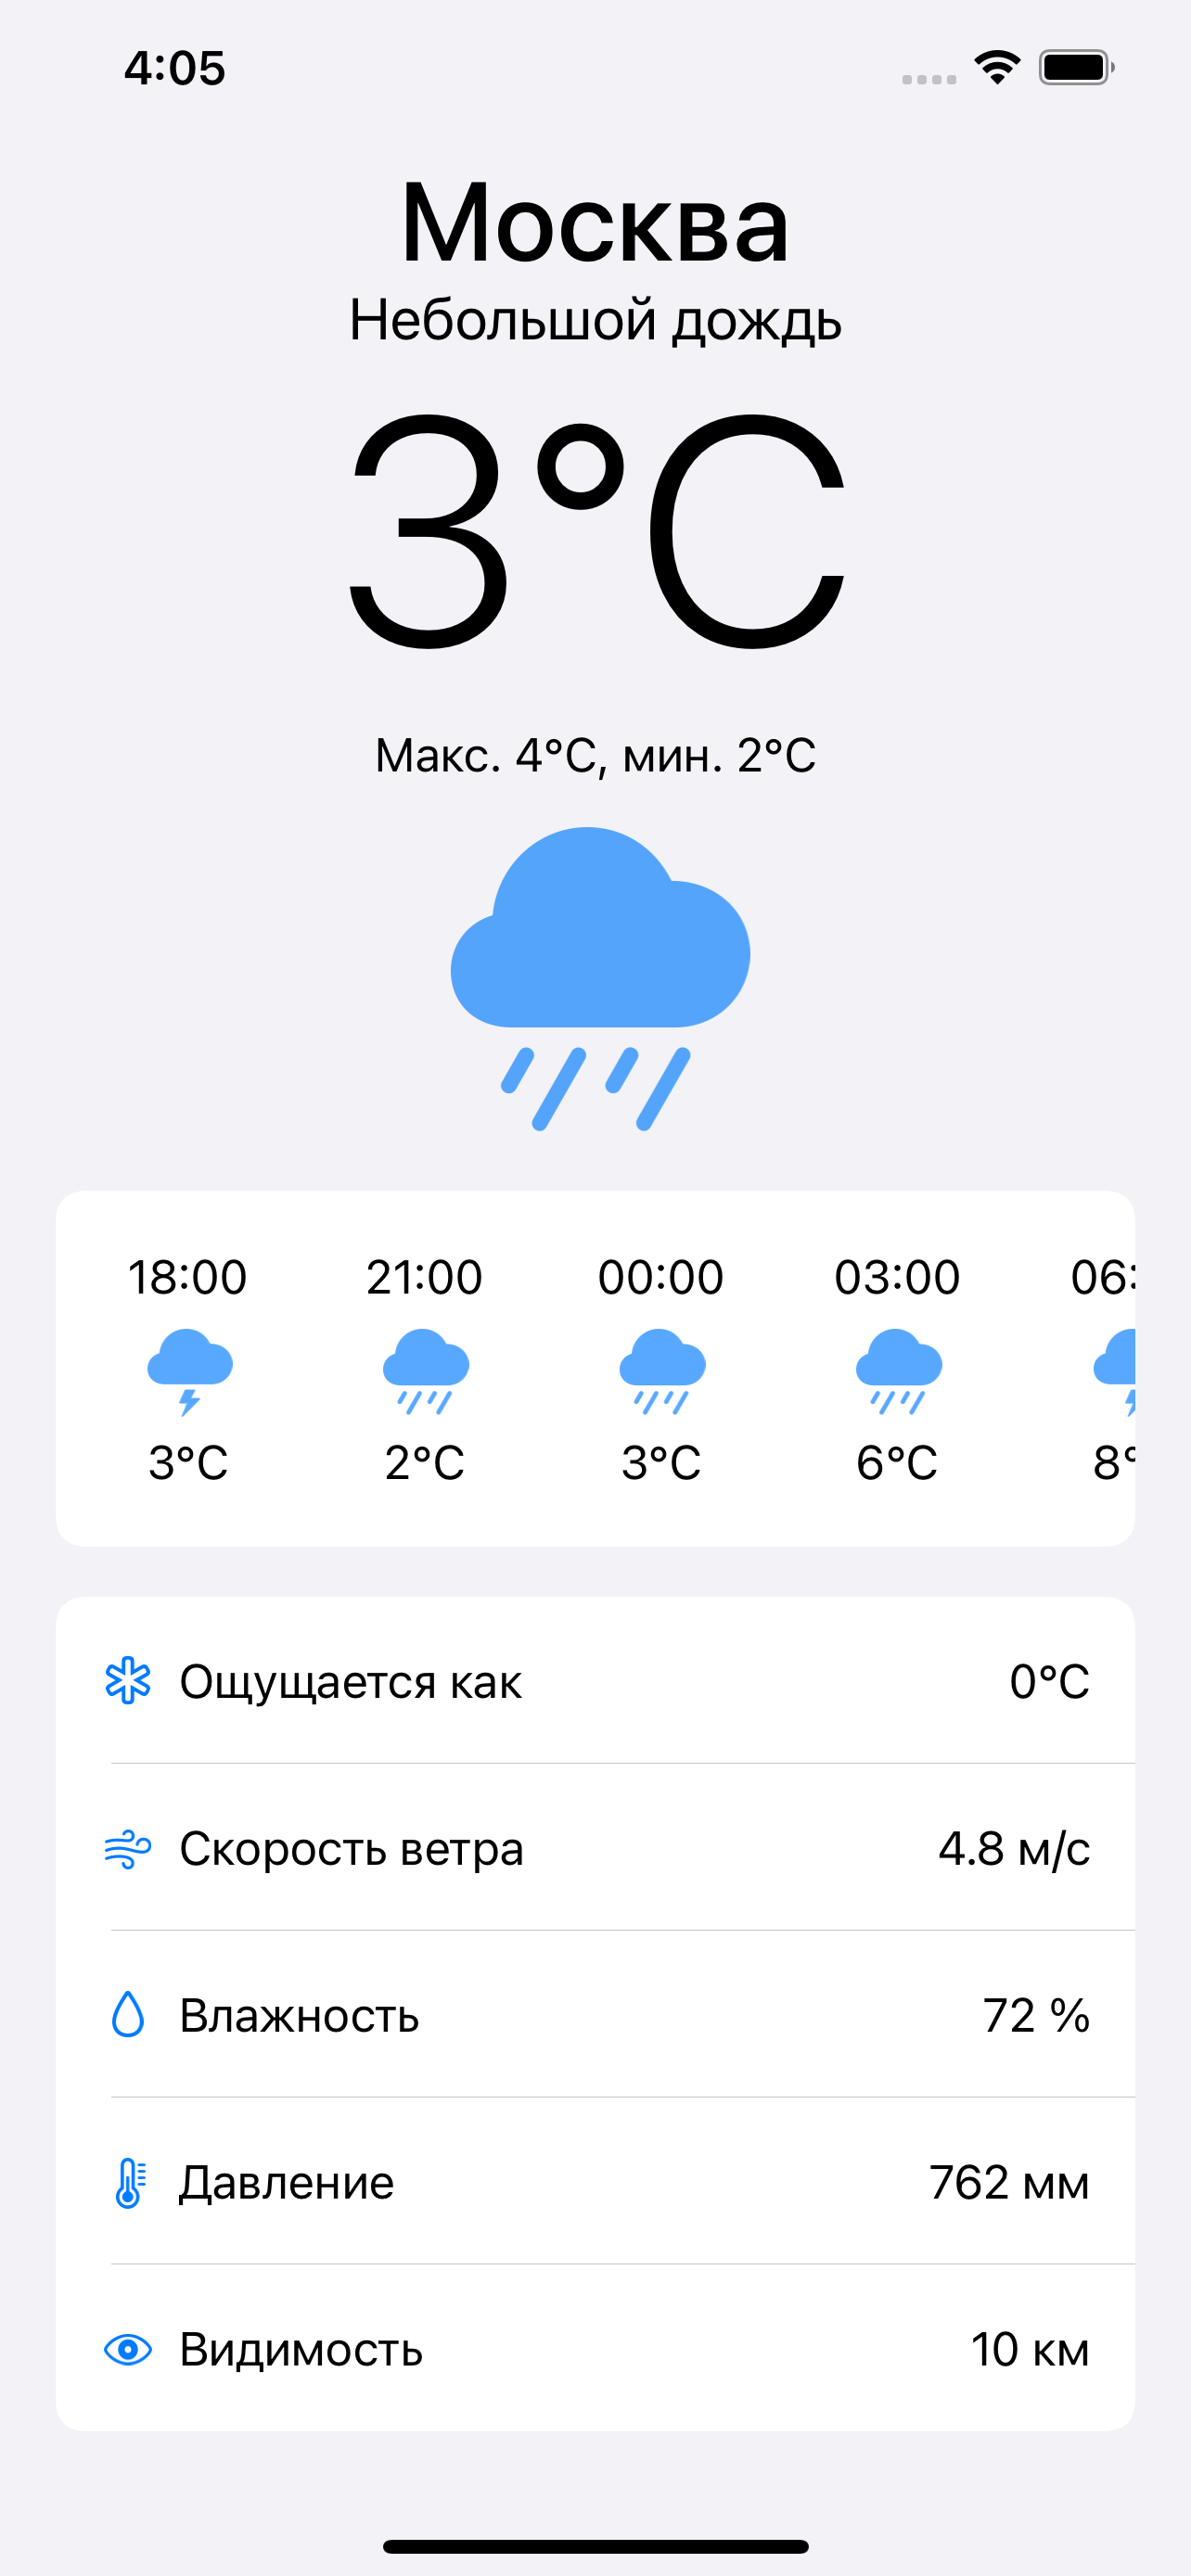 4:05
Москва
Небольшой дождь
3°C
Макс. 4°C, мин. 2°C
18:00 21:00 00:00 03:00 06:
3°C 2°C 3°C 6°C 8°
Ощущается как 0°C
Скорость ветра 4.8 м/с
Влажность 72 %
Давление 762 мм
Видимость 10 км